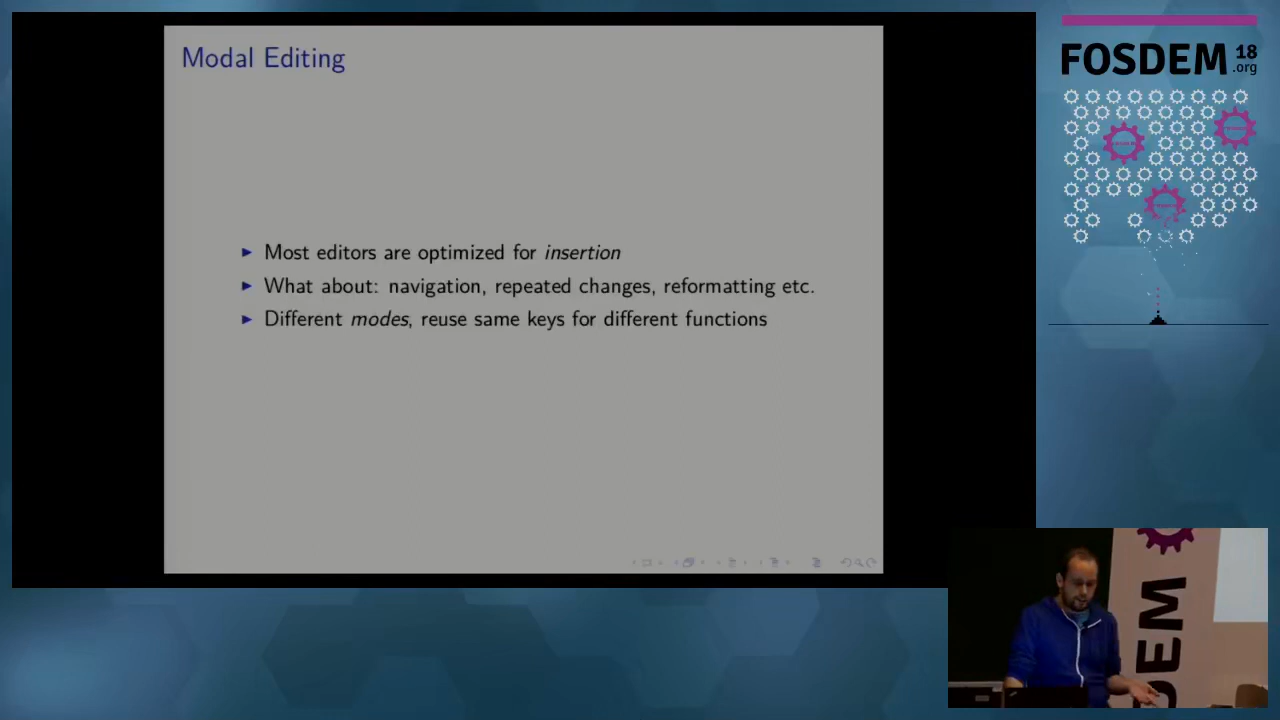 Modal Editing
Most editors are optimized for insertion
What about: navigation, repeated changes, reformatting etc.
Different modes, reuse same keys for different functions
FOSDEM 18
.org
DEM